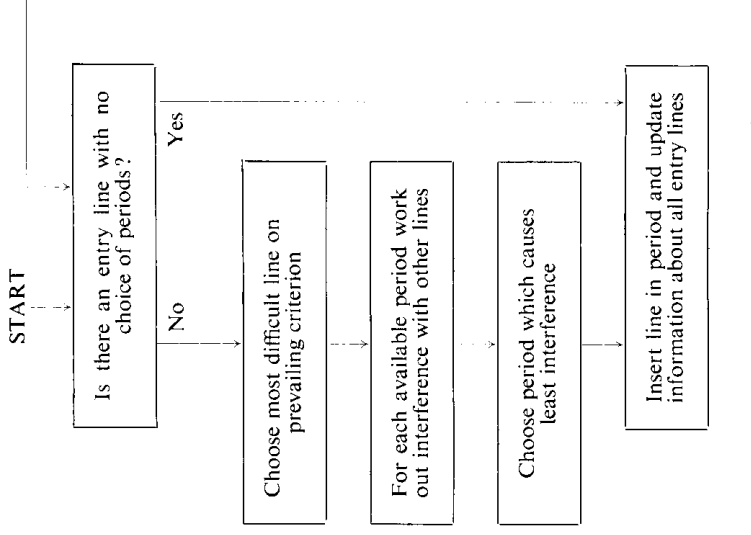 START
Is there an entry line with no
choice of periods?
Yes
No
Choose most difficult line on
prevailing criterion
For each available period work
out interference with other lines
Choose period which causes
least interference
Insert line in period and update
information about all entry lines